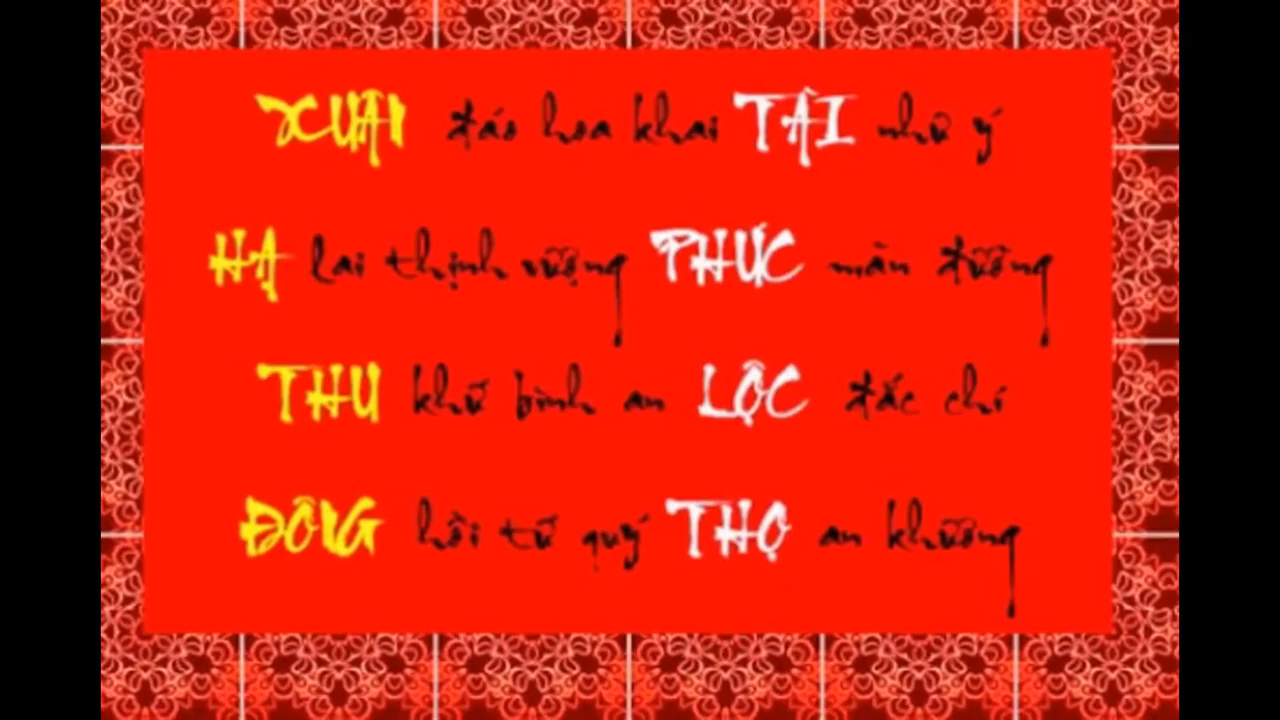 XUÂN đáo hoa khai TÀI như ý
HẠ lai thịnh vượng PHÚC mãn đường
THU khứ bình an LỘC đắc chí
ĐÔNG hồi tứ quý THỌ an khương